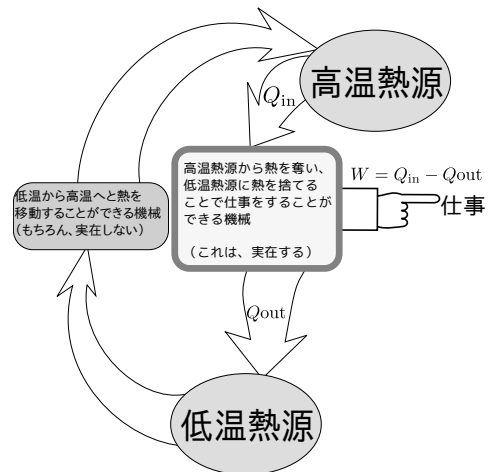 高温熱源
Qin
高温熱源から熱を奪い、
低温熱源に熱を捨てる
ことで仕事をすることが
できる機械
（これは、実在する）
W = Qin − Qout
仕事
低温から高温へと熱を
移動することができる機械
（もちろん、実在しない）
Qout
低温熱源